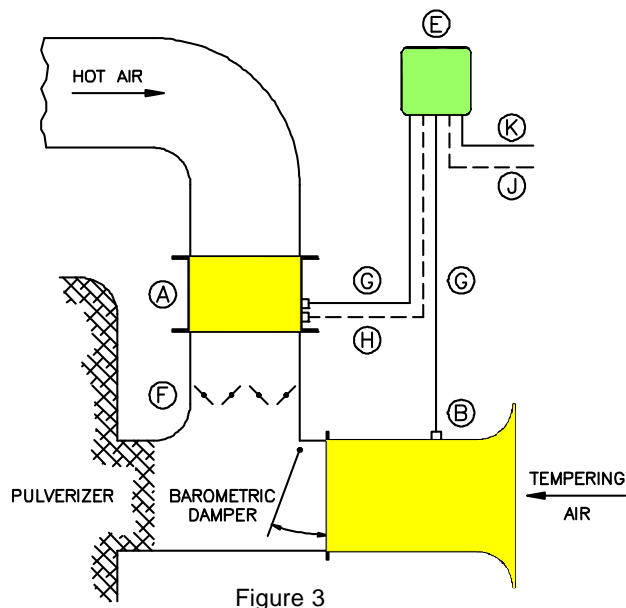 E
HOT AIR
K
J
A
G
G
H
F
B
PULVERIZER
BAROMETRIC
DAMPER
TEMPERING
AIR
Figure 3